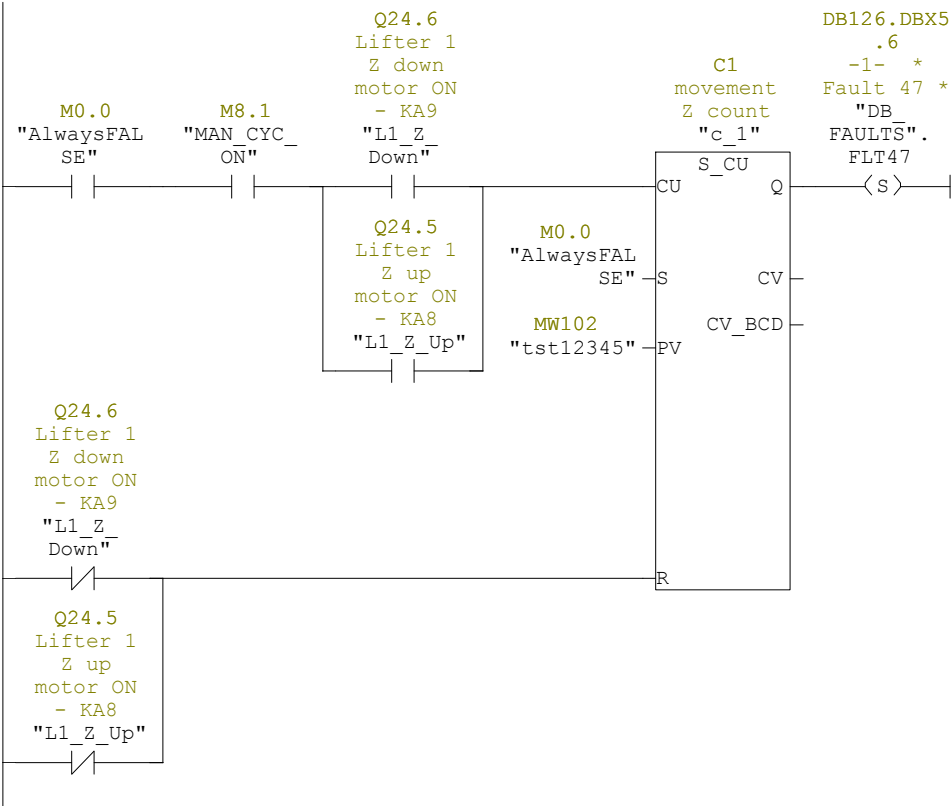 Q24.6
Lifter 1
Z down
motor ON
- KA9
"L1_Z_
Down"
DB126.DBX5
.6
-1- *
Fault 47 *
"DB_
FAULTS".
FLT47
C1
movement
Z count
"c_1"
M0.0
"AlwaysFAL
SE"
M8.1
"MAN_CYC_
ON"
S_CU
CU
Q
(S)
Q24.5
Lifter 1
Z up
motor ON
- KA8
"L1_Z_Up"
M0.0
"AlwaysFAL
SE"
S
CV
MW102
"tst12345"
PV
CV_BCD
Q24.6
Lifter 1
Z down
motor ON
- KA9
"L1_Z_
Down"
R
Q24.5
Lifter 1
Z up
motor ON
- KA8
"L1_Z_Up"